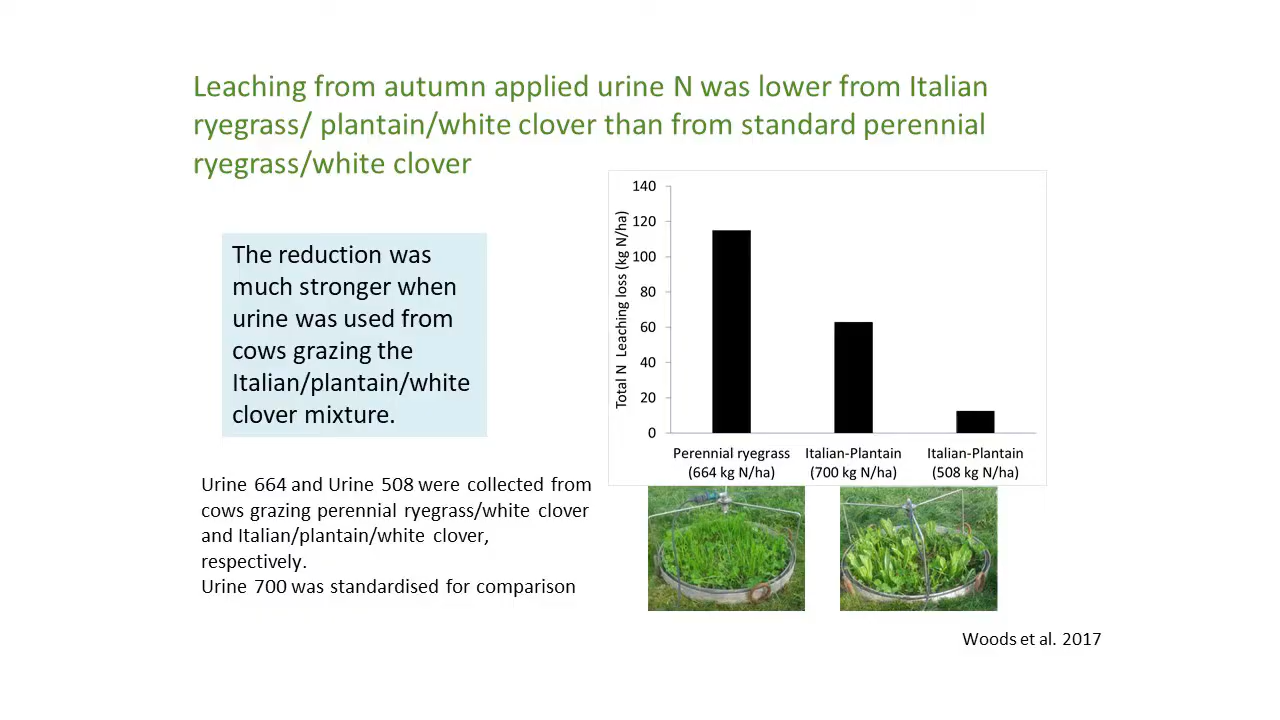 Leaching from autumn applied urine N was lower from Italian
ryegrass/ plantain/white clover than from standard perennial
ryegrass/white clover
The reduction was
much stronger when
urine was used from
cows grazing the
Italian/plantain/white
clover mixture.
Urine 664 and Urine 508 were collected from
cows grazing perennial ryegrass/white clover
and Italian/plantain/white clover,
respectively.
Urine 700 was standardised for comparison
Total N Leaching loss (kg N/ha)
140
120
100
80
60
40
20
0
Perennial ryegrass
(664 kg N/ha)
Italian-Plantain
(700 kg N/ha)
Italian-Plantain
(508 kg N/ha)
Woods et al. 2017